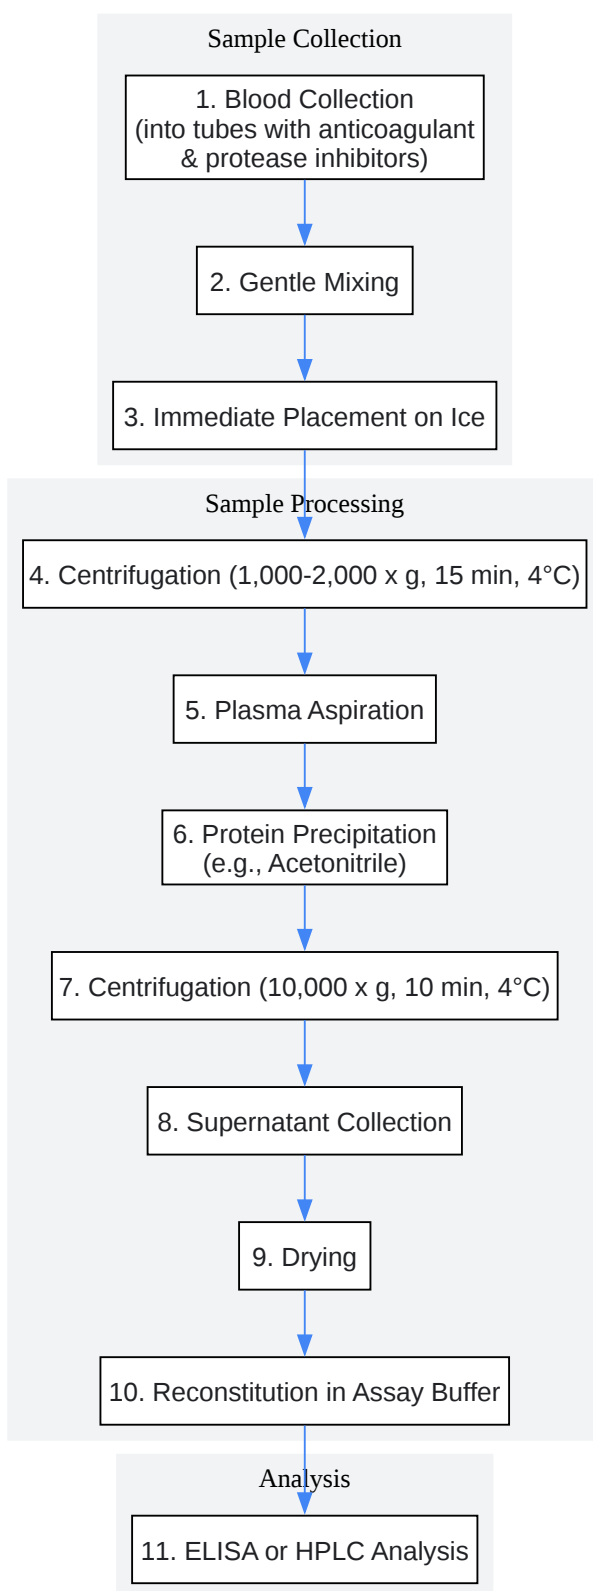 Sample Collection
1. Blood Collection
(into tubes with anticoagulant
& protease inhibitors)
2. Gentle Mixing
3. Immediate Placement on Ice
Sample Processing
4. Centrifugation (1,000-2,000 x g, 15 min, 4°C)
5. Plasma Aspiration
6. Protein Precipitation
(e.g., Acetonitrile)
7. Centrifugation (10,000 x g, 10 min, 4°C)
8. Supernatant Collection
9. Drying
10. Reconstitution in Assay Buffer
Analysis
11. ELISA or HPLC Analysis